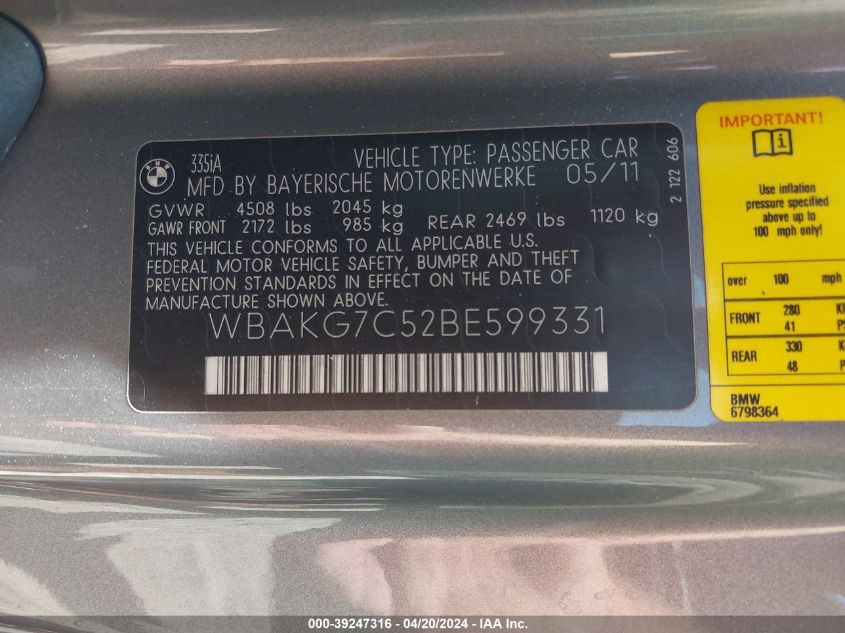 BMW
335iA VEHICLE TYPE: PASSENGER CAR
MFD BY BAYERISCHE MOTORENWERKE 05/11
GVWR 4508 lbs 2045 kg
GAWR FRONT 2172 lbs 985 kg REAR 2469 lbs 1120 kg
THIS VEHICLE CONFORMS TO ALL APPLICABLE U.S.
FEDERAL MOTOR VEHICLE SAFETY, BUMPER AND THEFT
PREVENTION STANDARDS IN EFFECT ON THE DATE OF
MANUFACTURE SHOWN ABOVE
WBAKG7C52BE599331
2 122 606
IMPORTANT!
i
Use inflation
pressure specified
above up to
100 mph only!
over 100 mph
FRONT 280
41
REAR 330
48
BMW
6798364
000-39247316 - 04/20/2024 - IAA Inc.